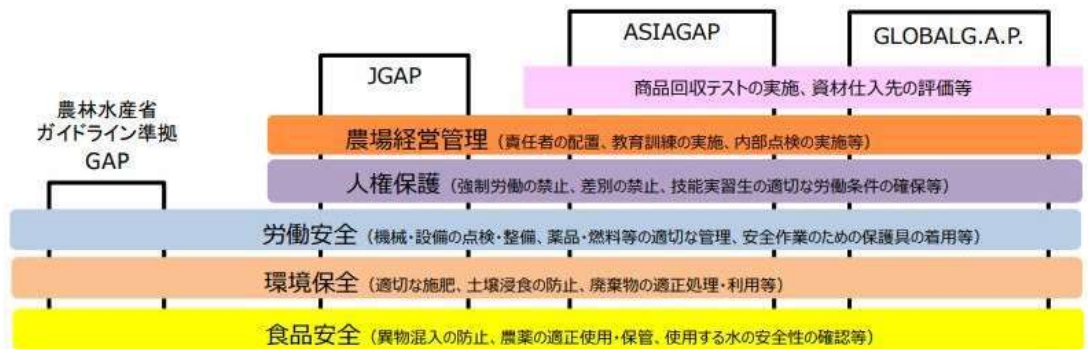 ASIAGAP
GLOBALG.A.P.
JGAP
商品回収テストの実施、資材仕入先の評価等
農林水産省
ガイドライン準拠
GAP
農場経営管理（責任者の配置、教育訓練の実施、内部点検の実施等）
人権保護（強制労働の禁止、差別の禁止、技能実習生の適切な労働条件の確保等）
労働安全（機械・設備の点検・整備、薬品・燃料等の適切な管理、安全作業のための保護具の着用等）
環境保全（適切な施肥、土壌浸食の防止、廃棄物の適正処理・利用等）
食品安全（異物混入の防止、農薬の適正使用・保管、使用する水の安全性の確認等）